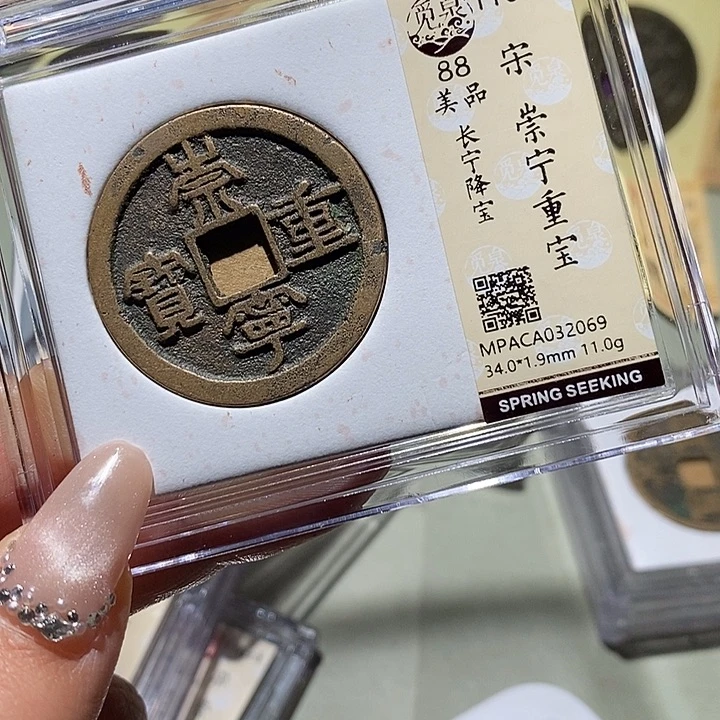 崇
重
寶
寧
觅泉
88
美品
长宁降宝
宋 崇宁重宝
MPACA032069
34.0*1.9mm 11.0g
SPRING SEEKING